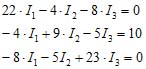 22 · I₁ − 4 · I₂ − 8 · I₃ = 0
− 4 · I₁ + 9 · I₂ − 5I₃ = 10
− 8 · I₁ − 5I₂ + 23 · I₃ = 0